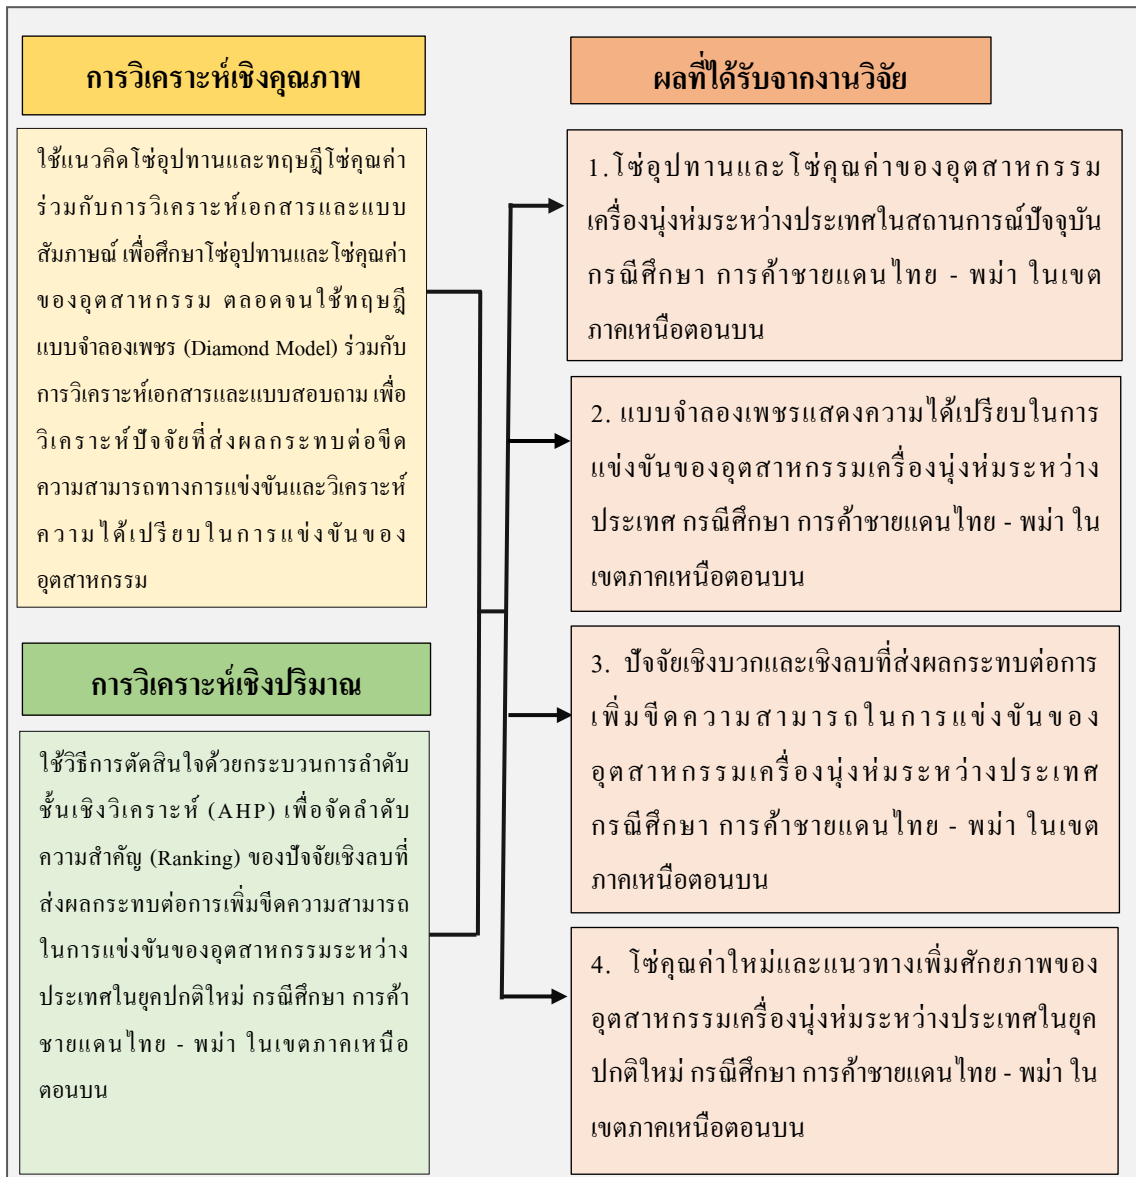 การวิเคราะห์เชิงคุณภาพ
ใช้แนวคิดโซ่อุปทานและทฤษฎีโซ่คุณค่า
ร่วมกับการวิเคราะห์เอกสารและแบบ
สัมภาษณ์ เพื่อศึกษาโซ่อุปทานและโซ่คุณค่า
ของอุตสาหกรรม ตลอดจนใช้ทฤษฎี
แบบจำลองเพชร (Diamond Model) ร่วมกับ
การวิเคราะห์เอกสารและแบบสอบถาม เพื่อ
วิเคราะห์ปัจจัยที่ส่งผลกระทบต่อขีด
ความสามารถทางการแข่งขันและวิเคราะห์
ความได้เปรียบในการแข่งขันของ
อุตสาหกรรม
การวิเคราะห์เชิงปริมาณ
ใช้วิธีการตัดสินใจด้วยกระบวนการลำดับ
ชั้นเชิงวิเคราะห์ (AHP) เพื่อจัดลำดับ
ความสำคัญ (Ranking) ของปัจจัยเชิงลบที่
ส่งผลกระทบต่อการเพิ่มขีดความสามารถ
ในการแข่งขันของอุตสาหกรรมระหว่าง
ประเทศในยุคปกติใหม่ กรณีศึกษา การค้า
ชายแดนไทย - พม่า ในเขตภาคเหนือ
ตอนบน
ผลที่ได้รับจากงานวิจัย
1.โซ่อุปทานและโซ่คุณค่าของอุตสาหกรรม
เครื่องนุ่งห่มระหว่างประเทศในสถานการณ์ปัจจุบัน
กรณีศึกษา การค้าชายแดนไทย - พม่า ในเขต
ภาคเหนือตอนบน
2. แบบจำลองเพชรแสดงความได้เปรียบในการ
แข่งขันของอุตสาหกรรมเครื่องนุ่งห่มระหว่าง
ประเทศ กรณีศึกษา การค้าชายแดนไทย - พม่า ใน
เขตภาคเหนือตอนบน
3. ปัจจัยเชิงบวกและเชิงลบที่ส่งผลกระทบต่อการ
เพิ่มขีดความสามารถในการแข่งขันของ
อุตสาหกรรมเครื่องนุ่งห่มระหว่างประเทศ
กรณีศึกษา การค้าชายแดนไทย - พม่า ในเขต
ภาคเหนือตอนบน
4. โซ่คุณค่าใหม่และแนวทางเพิ่มศักยภาพของ
อุตสาหกรรมเครื่องนุ่งห่มระหว่างประเทศในยุค
ปกติใหม่ กรณีศึกษา การค้าชายแดนไทย - พม่า ใน
เขตภาคเหนือตอนบน